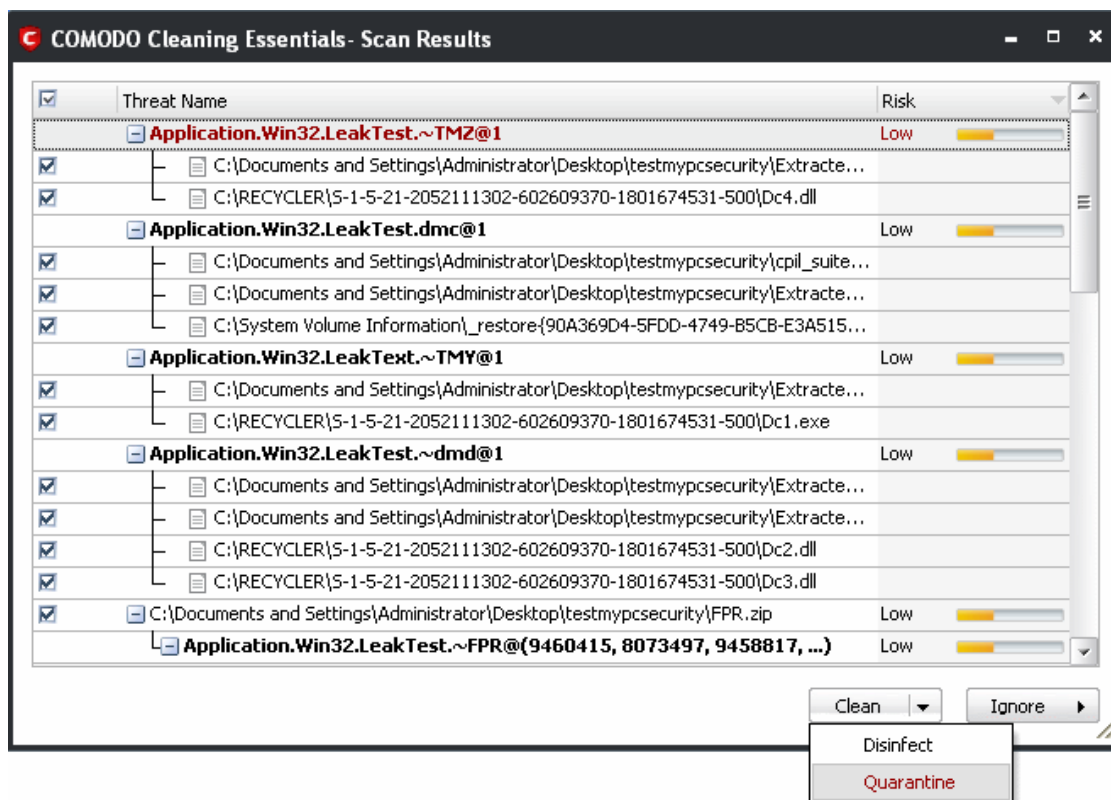 COMODO Cleaning Essentials- Scan Results
Threat Name Risk
Application.Win32.LeakTest.~TMZ@1 Low
C:\Documents and Settings\Administrator\Desktop\testmypcsecurity\Extracte...
C:\RECYCLER\S-1-5-21-2052111302-602609370-1801674531-500\Dc4.dll
Application.Win32.LeakTest.dmc@1 Low
C:\Documents and Settings\Administrator\Desktop\testmypcsecurity\cpil_suite...
C:\Documents and Settings\Administrator\Desktop\testmypcsecurity\Extracte...
C:\System Volume Information\_restore{90A369D4-5FDD-4749-B5CB-E3A515...
Application.Win32.LeakText.~TMY@1 Low
C:\Documents and Settings\Administrator\Desktop\testmypcsecurity\Extracte...
C:\RECYCLER\S-1-5-21-2052111302-602609370-1801674531-500\Dc1.exe
Application.Win32.LeakTest.~dmd@1 Low
C:\Documents and Settings\Administrator\Desktop\testmypcsecurity\Extracte...
C:\Documents and Settings\Administrator\Desktop\testmypcsecurity\Extracte...
C:\RECYCLER\S-1-5-21-2052111302-602609370-1801674531-500\Dc2.dll
C:\RECYCLER\S-1-5-21-2052111302-602609370-1801674531-500\Dc3.dll
C:\Documents and Settings\Administrator\Desktop\testmypcsecurity\FPR.zip Low
Application.Win32.LeakTest.~FPR@(9460415, 8073497, 9458817, ...) Low
Clean Ignore
Disinfect
Quarantine